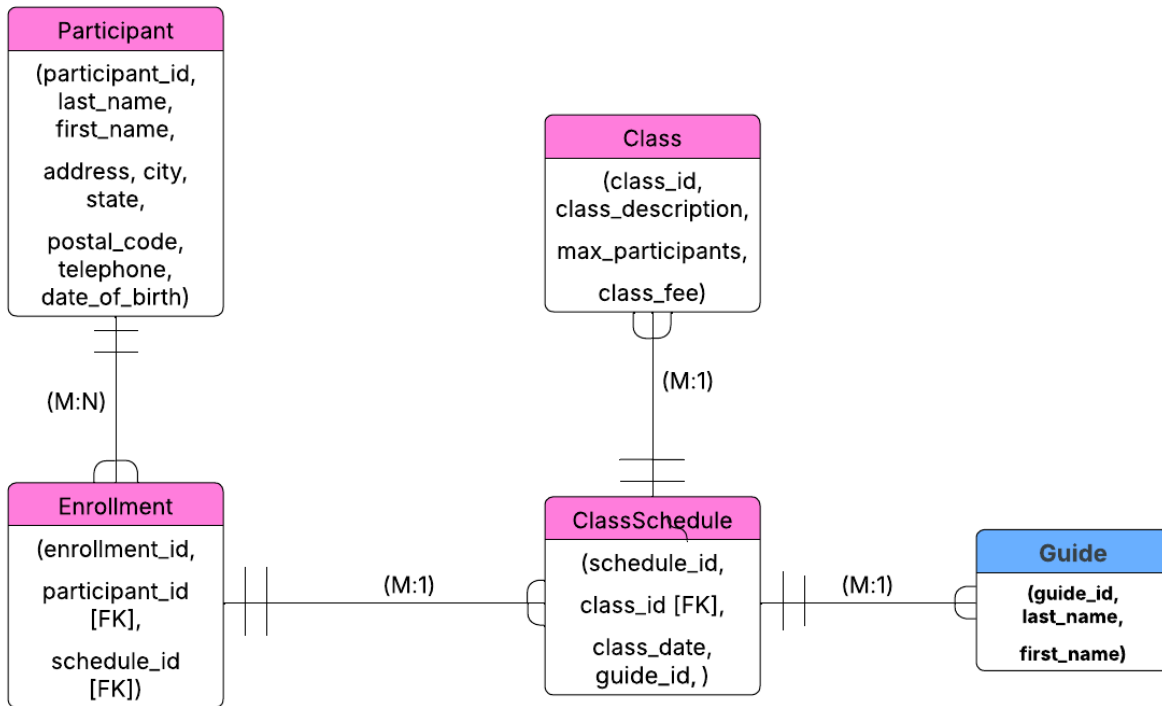 Participant
(participant_id,
last_name,
first_name,
address, city,
state,
postal_code,
telephone,
date_of_birth)
Class
(class_id,
class_description,
max_participants,
class_fee)
(M:N)
(M:1)
Enrollment
(enrollment_id,
participant_id
[FK],
schedule_id
[FK])
(M:1)
ClassSchedule
(schedule_id,
class_id [FK],
class_date,
guide_id, )
(M:1)
Guide
(guide_id,
last_name,
first_name)